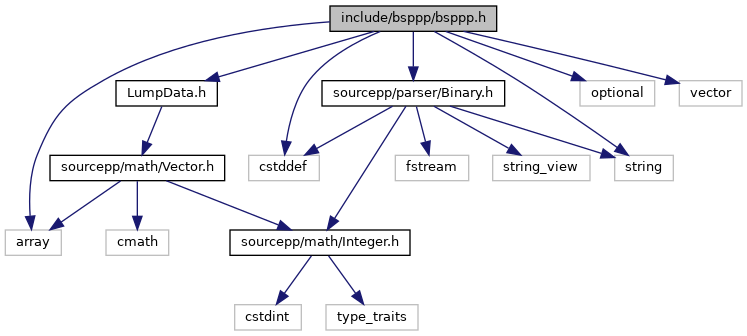 include/bsppp/bsppp.h
LumpData.h
sourcepp/parser/Binary.h
optional
vector
sourcepp/math/Vector.h
cstddef
fstream
string_view
string
array
cmath
sourcepp/math/Integer.h
cstdint
type_traits